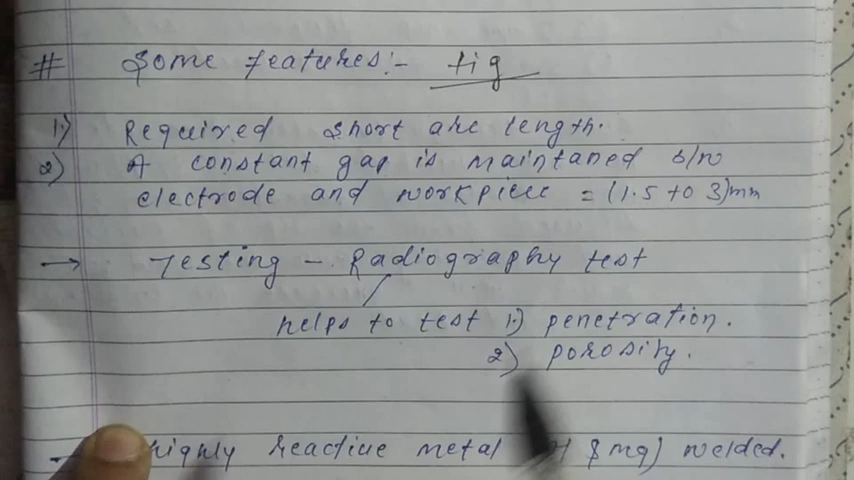 # Some features:- tig
1.) Required short arc length.
2) A constant gap is maintaned b/w
electrode and workpiece = (1.5 to 3)mm
→ Testing - Radiography test
helps to test 1.) penetration.
2) porosity.
highly reactive metal & mg) welded.